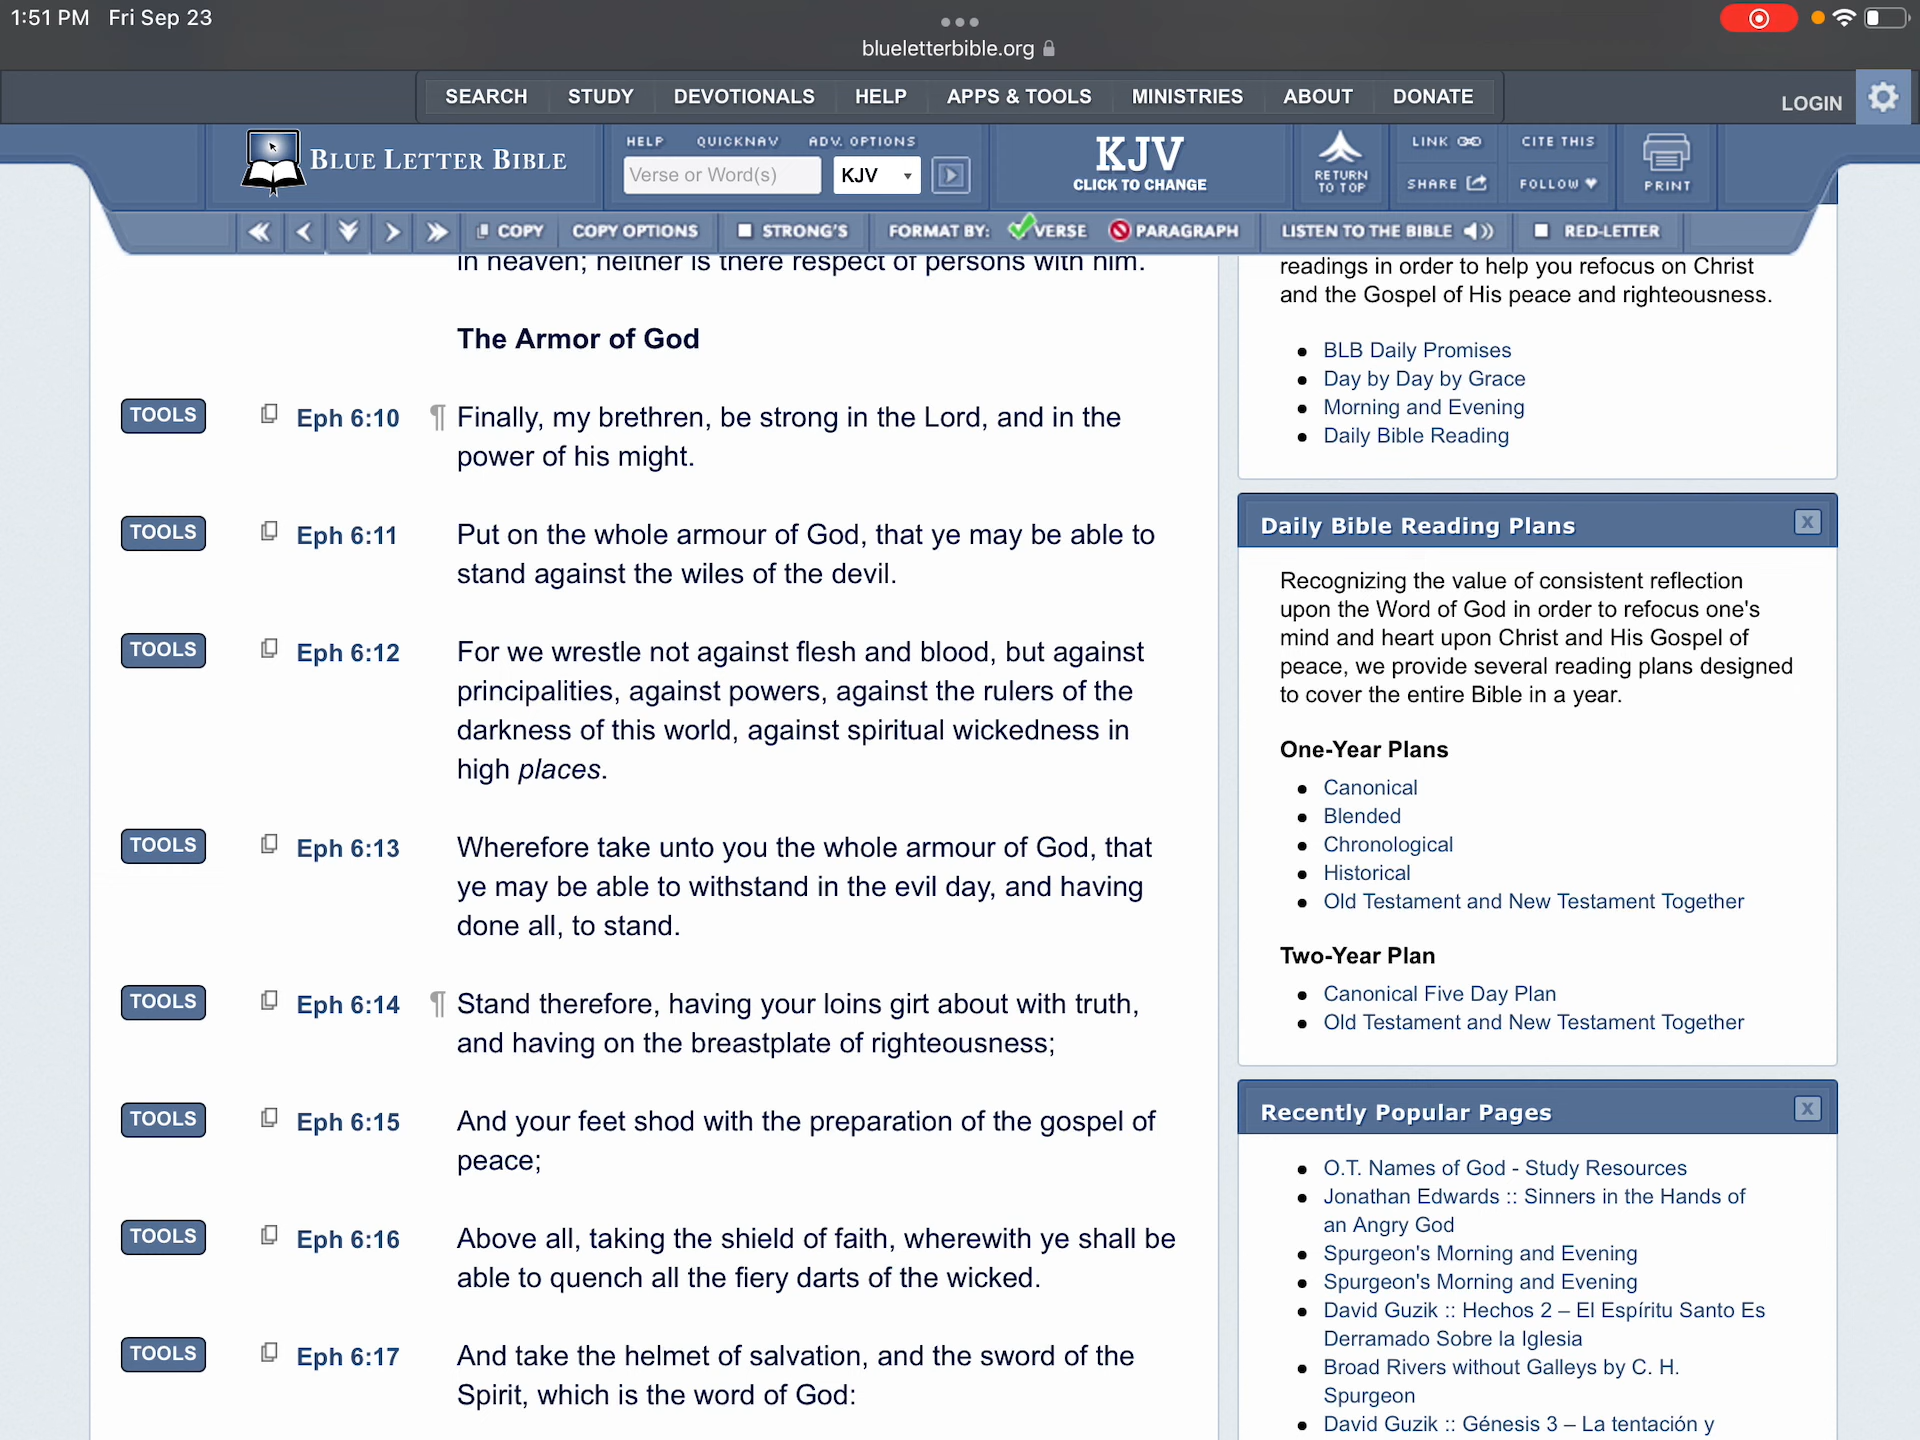 1:51 PM Fri Sep 23
blueletterbible.org
SEARCH STUDY DEVOTIONALS HELP APPS & TOOLS MINISTRIES ABOUT DONATE LOGIN
BLUE LETTER BIBLE
HELP QUICKNAV ADV. OPTIONS
Verse or Word(s) KJV
KJV
CLICK TO CHANGE
RETURN
TO TOP
LINK CITE THIS
SHARE FOLLOW
PRINT
COPY COPY OPTIONS STRONG'S FORMAT BY: VERSE PARAGRAPH LISTEN TO THE BIBLE RED-LETTER
in heaven; neither is there respect of persons with him.
The Armor of God
TOOLS Eph 6:10 ¶ Finally, my brethren, be strong in the Lord, and in the
power of his might.
TOOLS Eph 6:11 Put on the whole armour of God, that ye may be able to
stand against the wiles of the devil.
TOOLS Eph 6:12 For we wrestle not against flesh and blood, but against
principalities, against powers, against the rulers of the
darkness of this world, against spiritual wickedness in
high places.
TOOLS Eph 6:13 Wherefore take unto you the whole armour of God, that
ye may be able to withstand in the evil day, and having
done all, to stand.
TOOLS Eph 6:14 ¶ Stand therefore, having your loins girt about with truth,
and having on the breastplate of righteousness;
TOOLS Eph 6:15 And your feet shod with the preparation of the gospel of
peace;
TOOLS Eph 6:16 Above all, taking the shield of faith, wherewith ye shall be
able to quench all the fiery darts of the wicked.
TOOLS Eph 6:17 And take the helmet of salvation, and the sword of the
Spirit, which is the word of God:
readings in order to help you refocus on Christ
and the Gospel of His peace and righteousness.
• BLB Daily Promises
• Day by Day by Grace
• Morning and Evening
• Daily Bible Reading
Daily Bible Reading Plans X
Recognizing the value of consistent reflection
upon the Word of God in order to refocus one's
mind and heart upon Christ and His Gospel of
peace, we provide several reading plans designed
to cover the entire Bible in a year.
One-Year Plans
• Canonical
• Blended
• Chronological
• Historical
• Old Testament and New Testament Together
Two-Year Plan
• Canonical Five Day Plan
• Old Testament and New Testament Together
Recently Popular Pages X
• O.T. Names of God - Study Resources
• Jonathan Edwards :: Sinners in the Hands of
an Angry God
• Spurgeon's Morning and Evening
• Spurgeon's Morning and Evening
• David Guzik :: Hechos 2 – El Espíritu Santo Es
Derramado Sobre la Iglesia
• Broad Rivers without Galleys by C. H.
Spurgeon
• David Guzik :: Génesis 3 – La tentación y